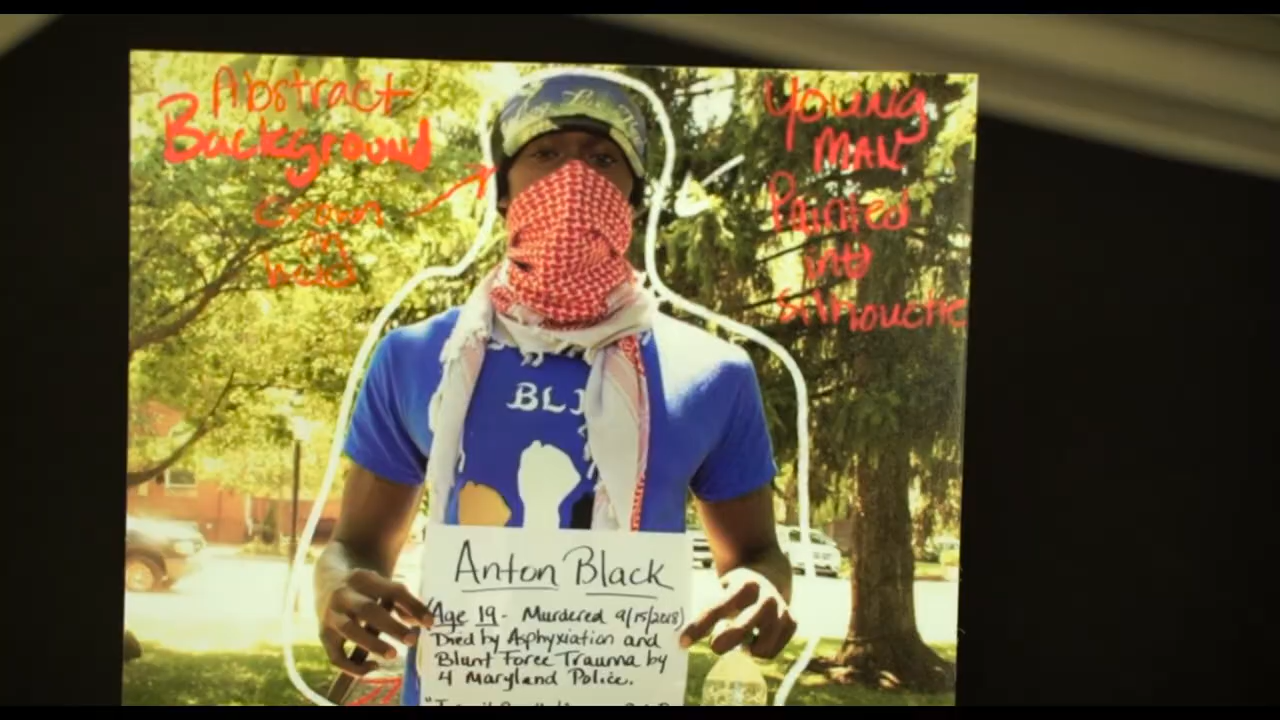 Abstract
Background
crown
on
head
Young
MAN
Painted
into
silhouette
BLI
Anton Black
(Age 19 - Murdered 9/15/2018)
Died by Asphyxiation and
Blunt Force Trauma by
4 Maryland Police.